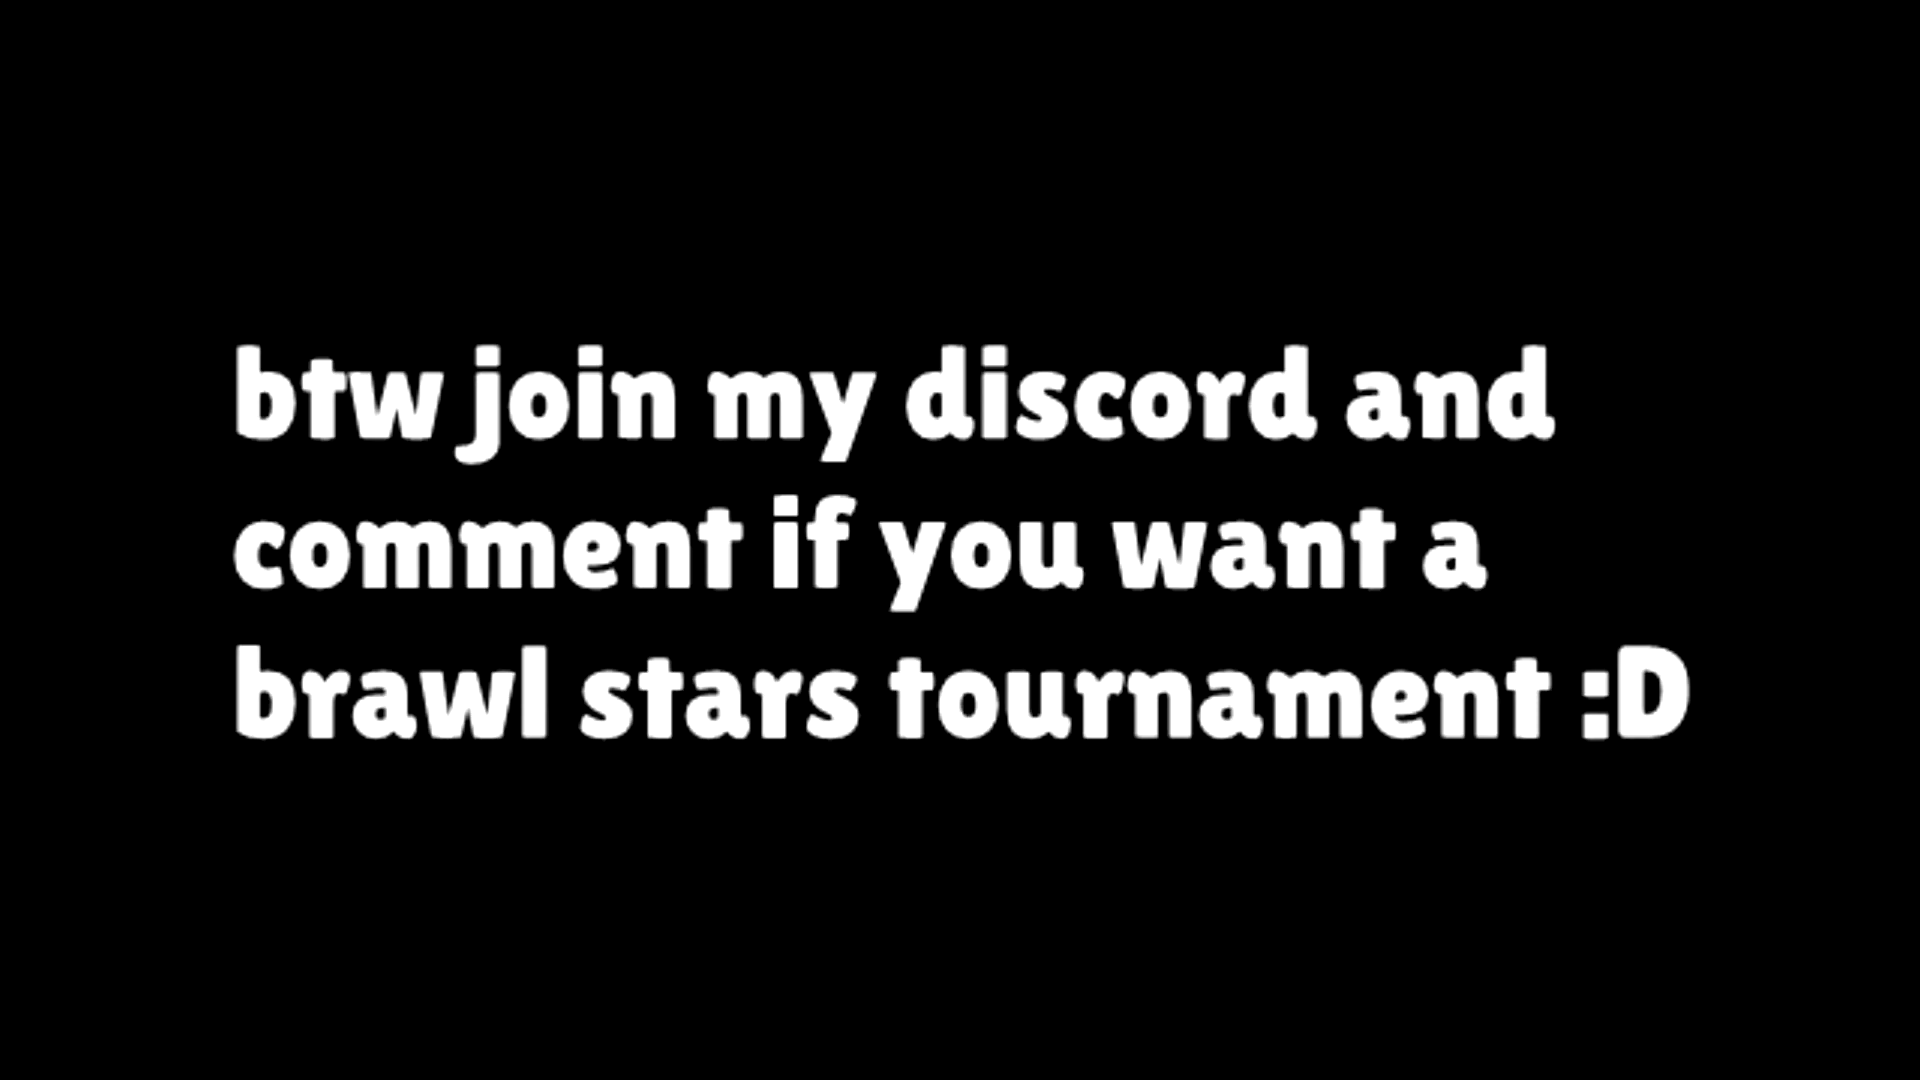 btw join my discord and
comment if you want a
brawl stars tournament :D